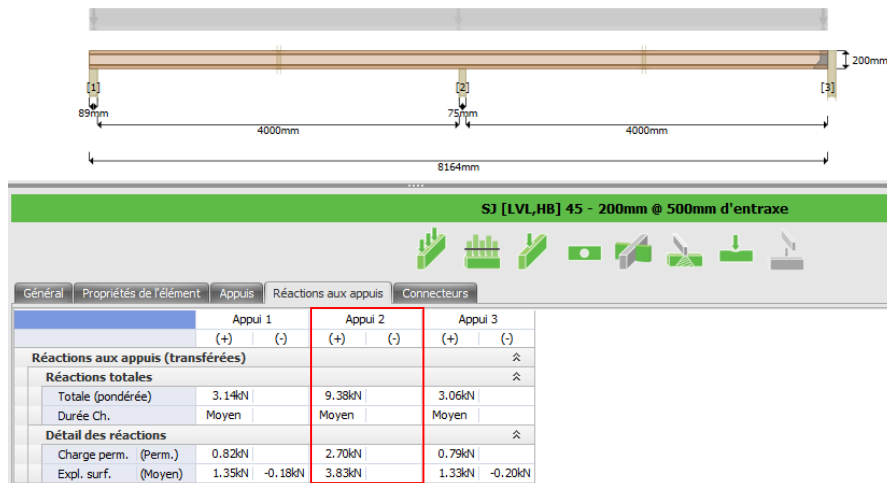 200mm
[1] [2] [3]
89mm 75mm
4000mm 4000mm
8164mm
SJ [LVL,HB] 45 - 200mm @ 500mm d'entraxe
Général Propriétés de l'élément Appuis Réactions aux appuis Connecteurs
Appui 1 Appui 2 Appui 3
(+) (-) (+) (-) (+) (-)
Réactions aux appuis (transférées)
Réactions totales
Totale (pondérée) 3.14kN 9.38kN 3.06kN
Durée Ch. Moyen Moyen Moyen
Détail des réactions
Charge perm. (Perm.) 0.82kN 2.70kN 0.79kN
Expl. surf. (Moyen) 1.35kN -0.18kN 3.83kN 1.33kN -0.20kN